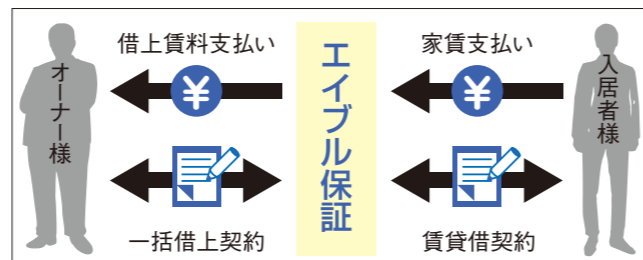 借上賃料支払い
家賃支払い
オーナー様
エイブル保証
入居者様
一括借上契約
賃貸借契約
¥
¥